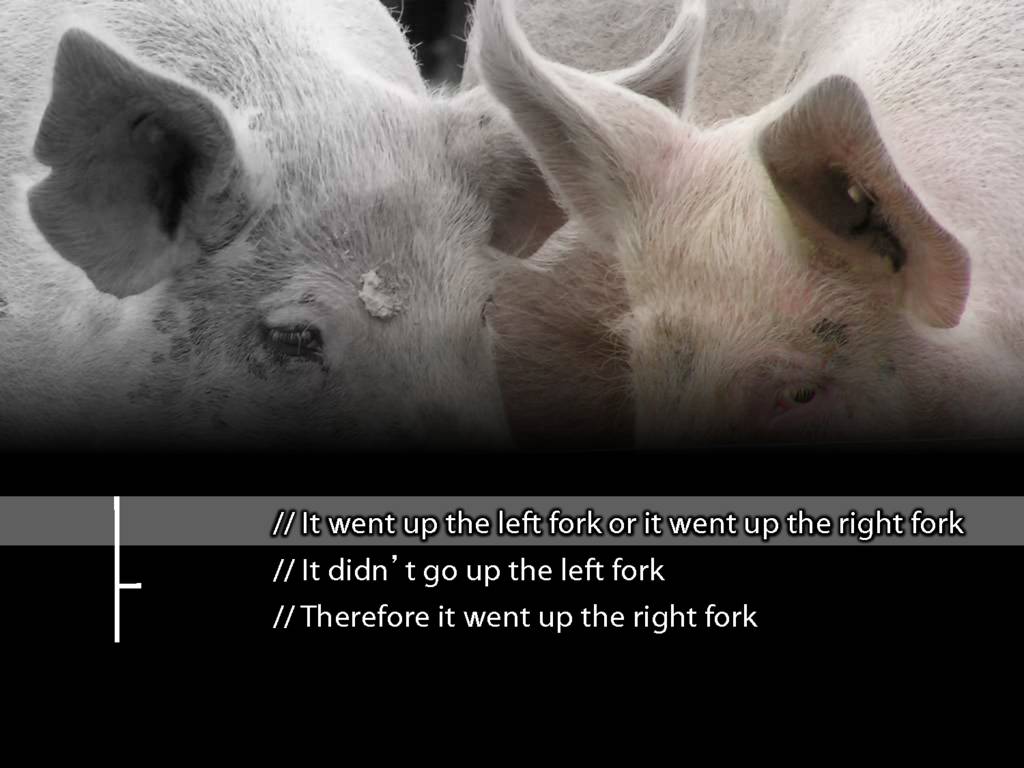 // It went up the left fork or it went up the right fork
// It didn’t go up the left fork
// Therefore it went up the right fork